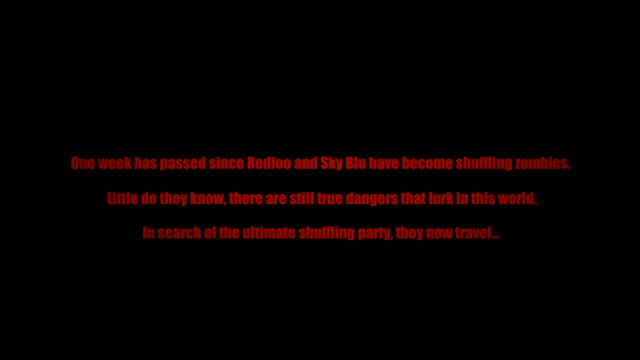 One week has passed since Redfoo and Sky Blu have become shuffling zombies.
Little do they know, there are still true dangers that lurk in this world.
In search of the ultimate shuffling party, they now travel...